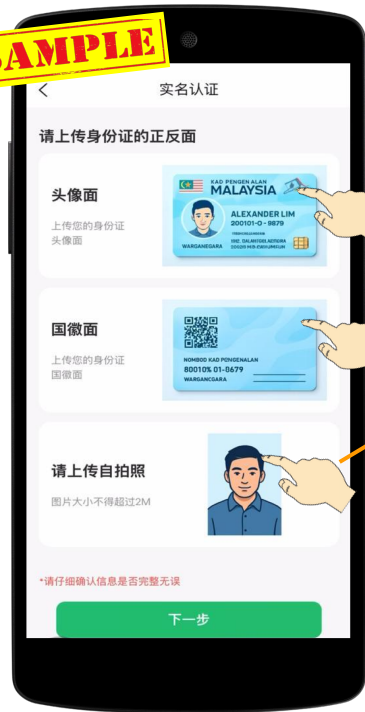 SAMPLE
实名认证
请上传身份证的正反面
头像面
上传您的身份证
头像面
KAD PENGEN ALAN
MALAYSIA
ALEXANDER LIM
200101-O - 9879
WARGANEGARA
国徽面
上传您的身份证
国徽面
NOMBOD KAD PENGENALAN
80010% 01-0679
WARGANCGARA
请上传自拍照
图片大小不得超过2M
*请仔细确认信息是否完整无误
下一步